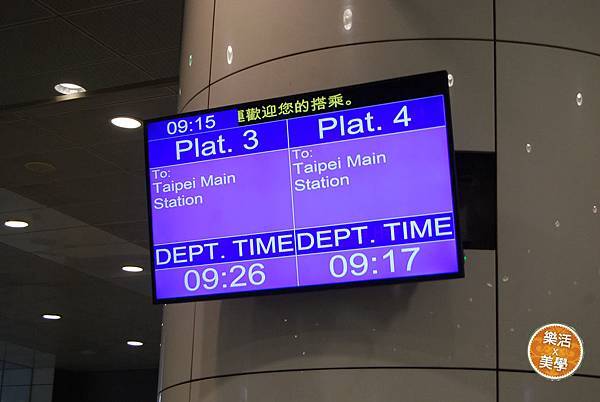 09:15
歡迎您的搭乘。
Plat. 3
To:
Taipei Main
Station
DEPT. TIME
09:26
Plat. 4
To:
Taipei Main
Station
DEPT. TIME
09:17
樂活
x
美學